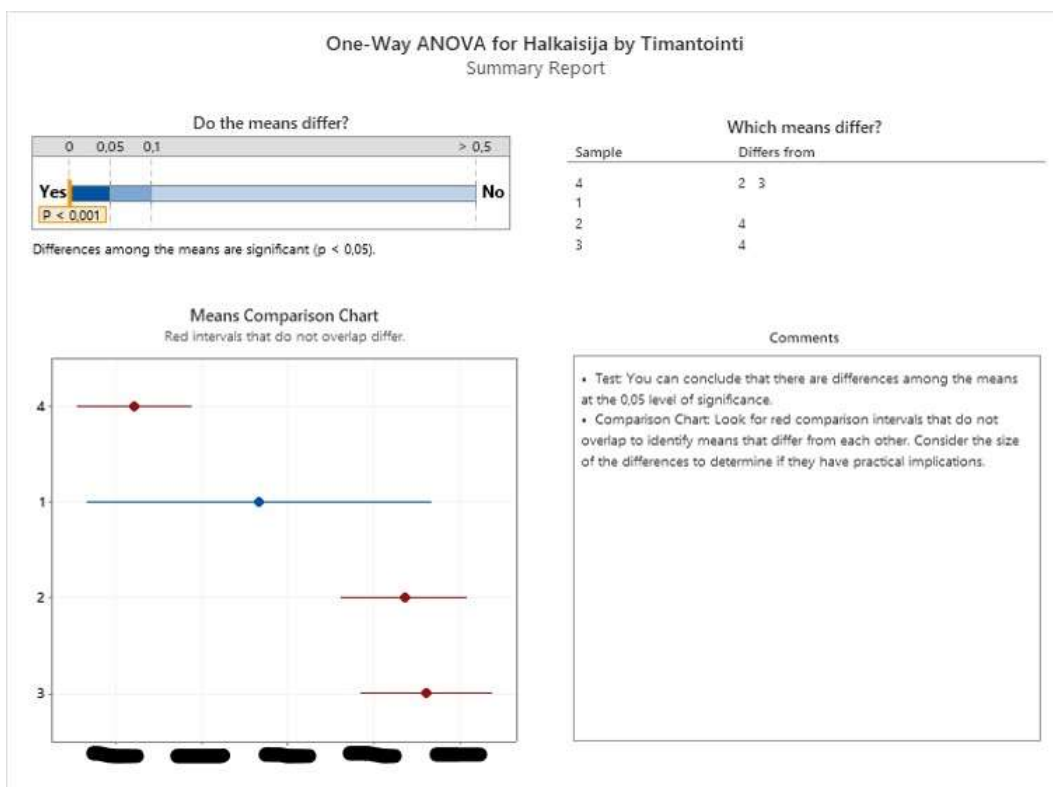 One-Way ANOVA for Halkaisija by Timantointi
Summary Report
Do the means differ?
0 0,05 0,1 > 0,5
Yes No
P < 0,001
Differences among the means are significant (p < 0,05).
Which means differ?
Sample Differs from
4 2 3
1
2 4
3 4
Means Comparison Chart
Red intervals that do not overlap differ.
4
1
2
3
Comments
• Test: You can conclude that there are differences among the means
at the 0,05 level of significance.
• Comparison Chart: Look for red comparison intervals that do not
overlap to identify means that differ from each other. Consider the size
of the differences to determine if they have practical implications.